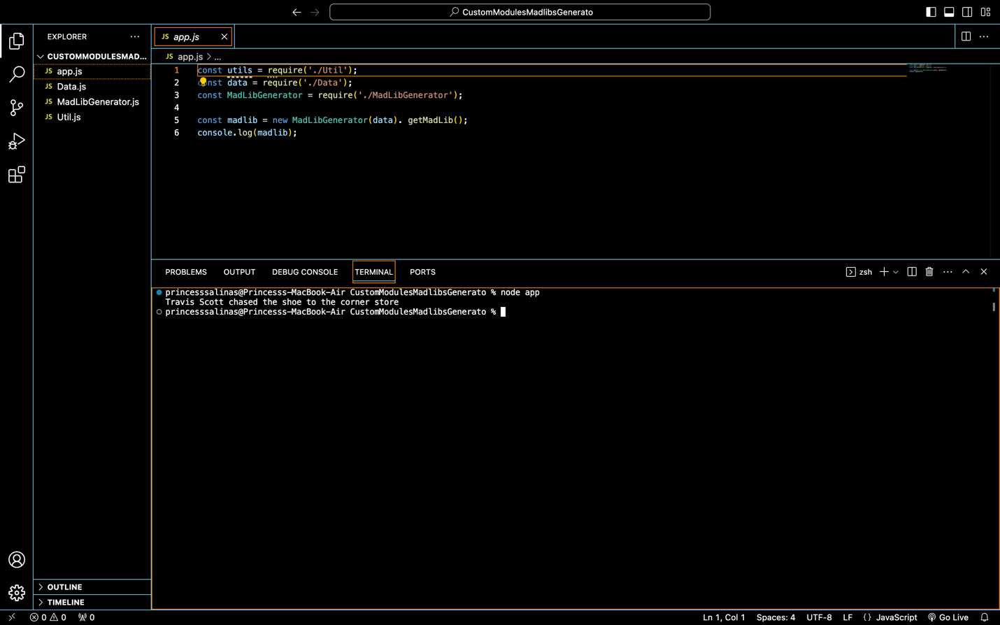 CustomModulesMadlibsGenerato
EXPLORER
CUSTOMMODULESMAD...
JS app.js
JS Data.js
JS MadLibGenerator.js
JS Util.js
OUTLINE
TIMELINE
JS app.js
JS app.js > ...
1 const utils = require('./Util');
2 const data = require('./Data');
3 const MadLibGenerator = require('./MadLibGenerator');
4
5 const madlib = new MadLibGenerator(data). getMadLib();
6 console.log(madlib);
PROBLEMS OUTPUT DEBUG CONSOLE TERMINAL PORTS
zsh
princesssalinas@Princesss-MacBook-Air CustomModulesMadlibsGenerato % node app
Travis Scott chased the shoe to the corner store
princesssalinas@Princesss-MacBook-Air CustomModulesMadlibsGenerato %
0 0 0 Ln 1, Col 1 Spaces: 4 UTF-8 LF {} JavaScript Go Live